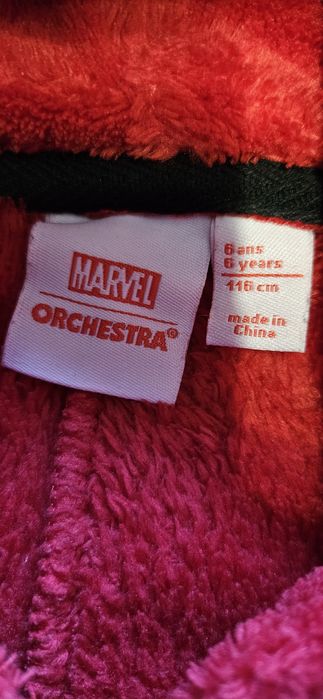 MARVEL
ORCHESTRA®
6 ans
6 years
116 cm
made in
China